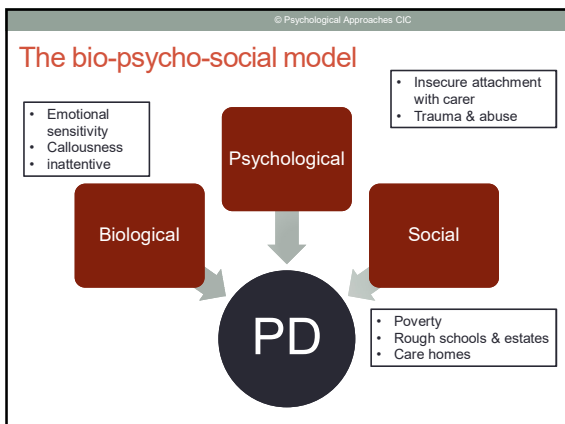 © Psychological Approaches CIC
The bio-psycho-social model
• Insecure attachment
with carer
• Trauma & abuse
• Emotional
sensitivity
• Callousness
• inattentive
Psychological
Biological
Social
PD
• Poverty
• Rough schools & estates
• Care homes